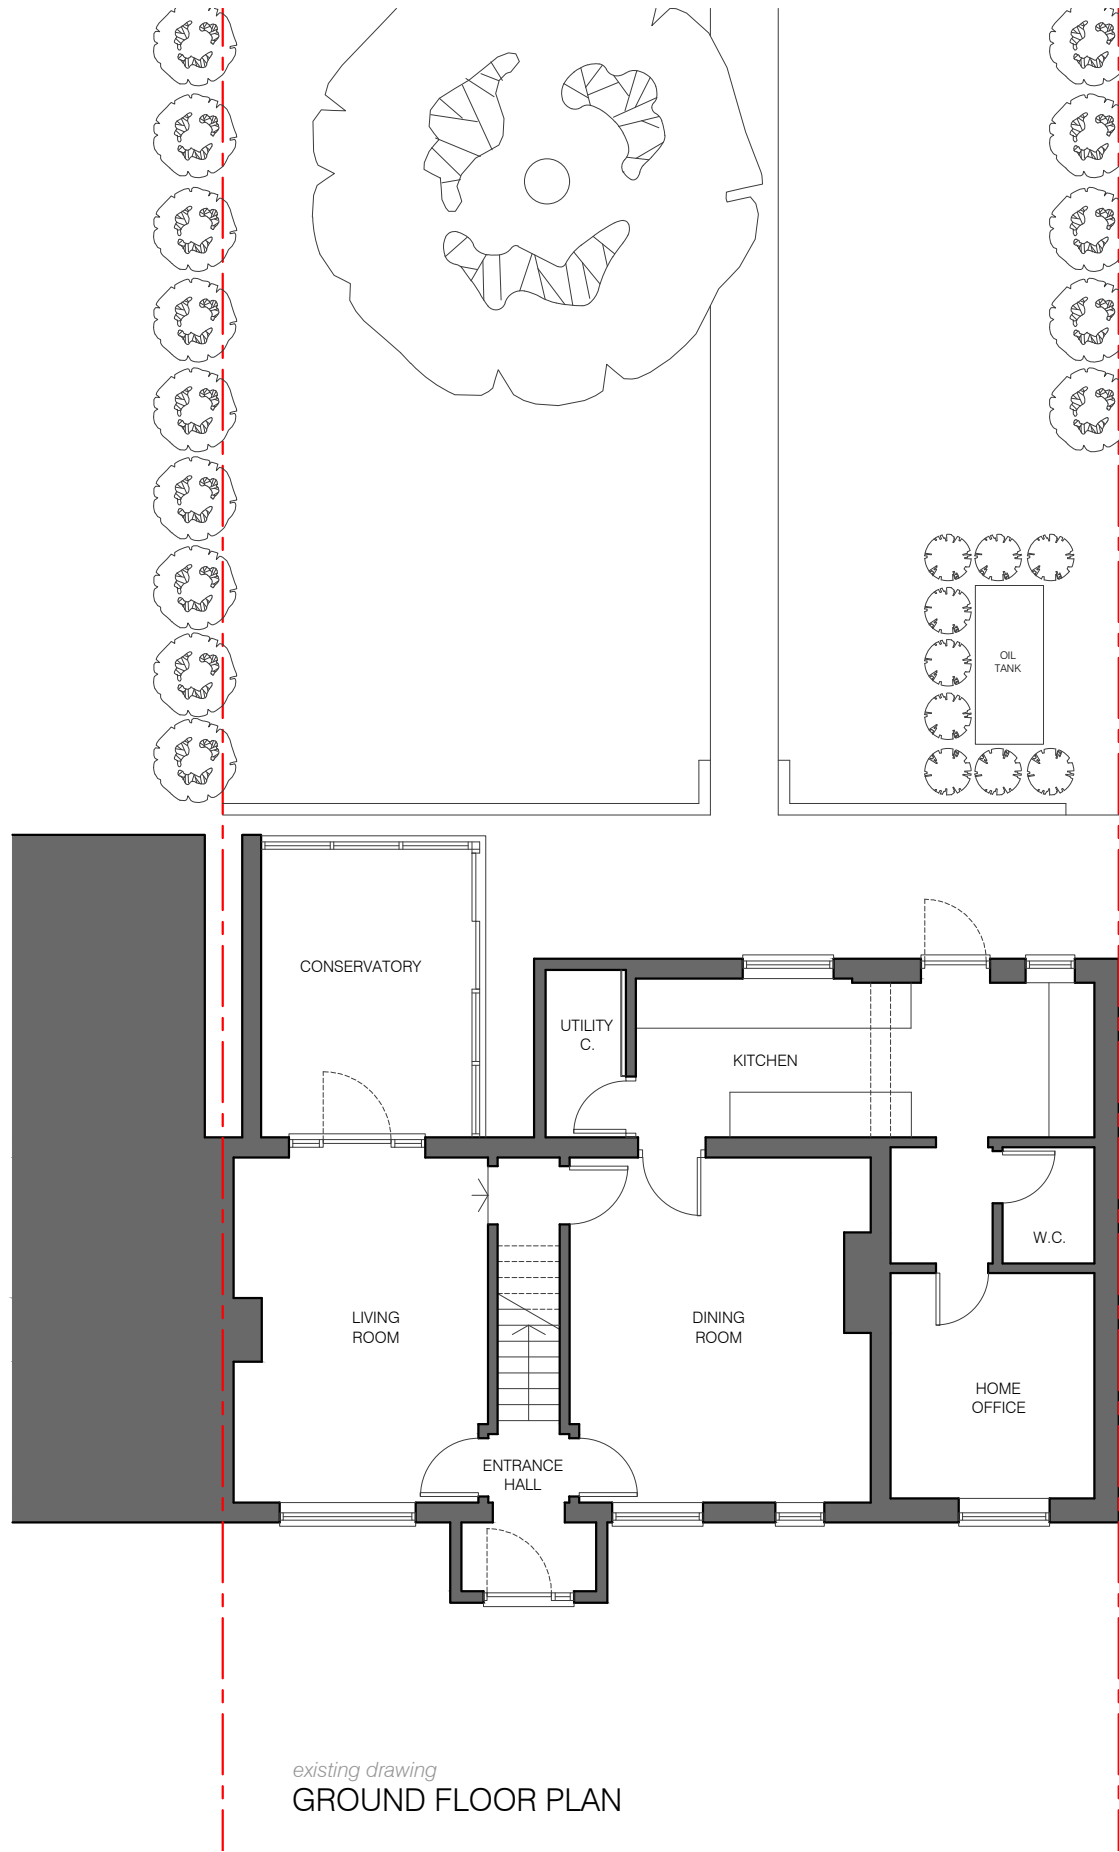 OIL
TANK
CONSERVATORY
UTILITY
C.
KITCHEN
W.C.
LIVING
ROOM
DINING
ROOM
HOME
OFFICE
ENTRANCE
HALL
existing drawing
GROUND FLOOR PLAN